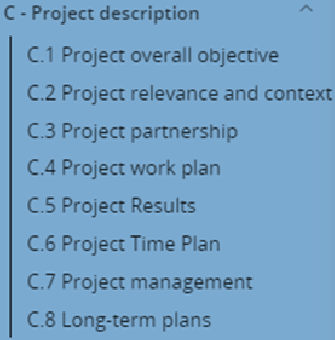 C - Project description
C.1 Project overall objective
C.2 Project relevance and context
C.3 Project partnership
C.4 Project work plan
C.5 Project Results
C.6 Project Time Plan
C.7 Project management
C.8 Long-term plans